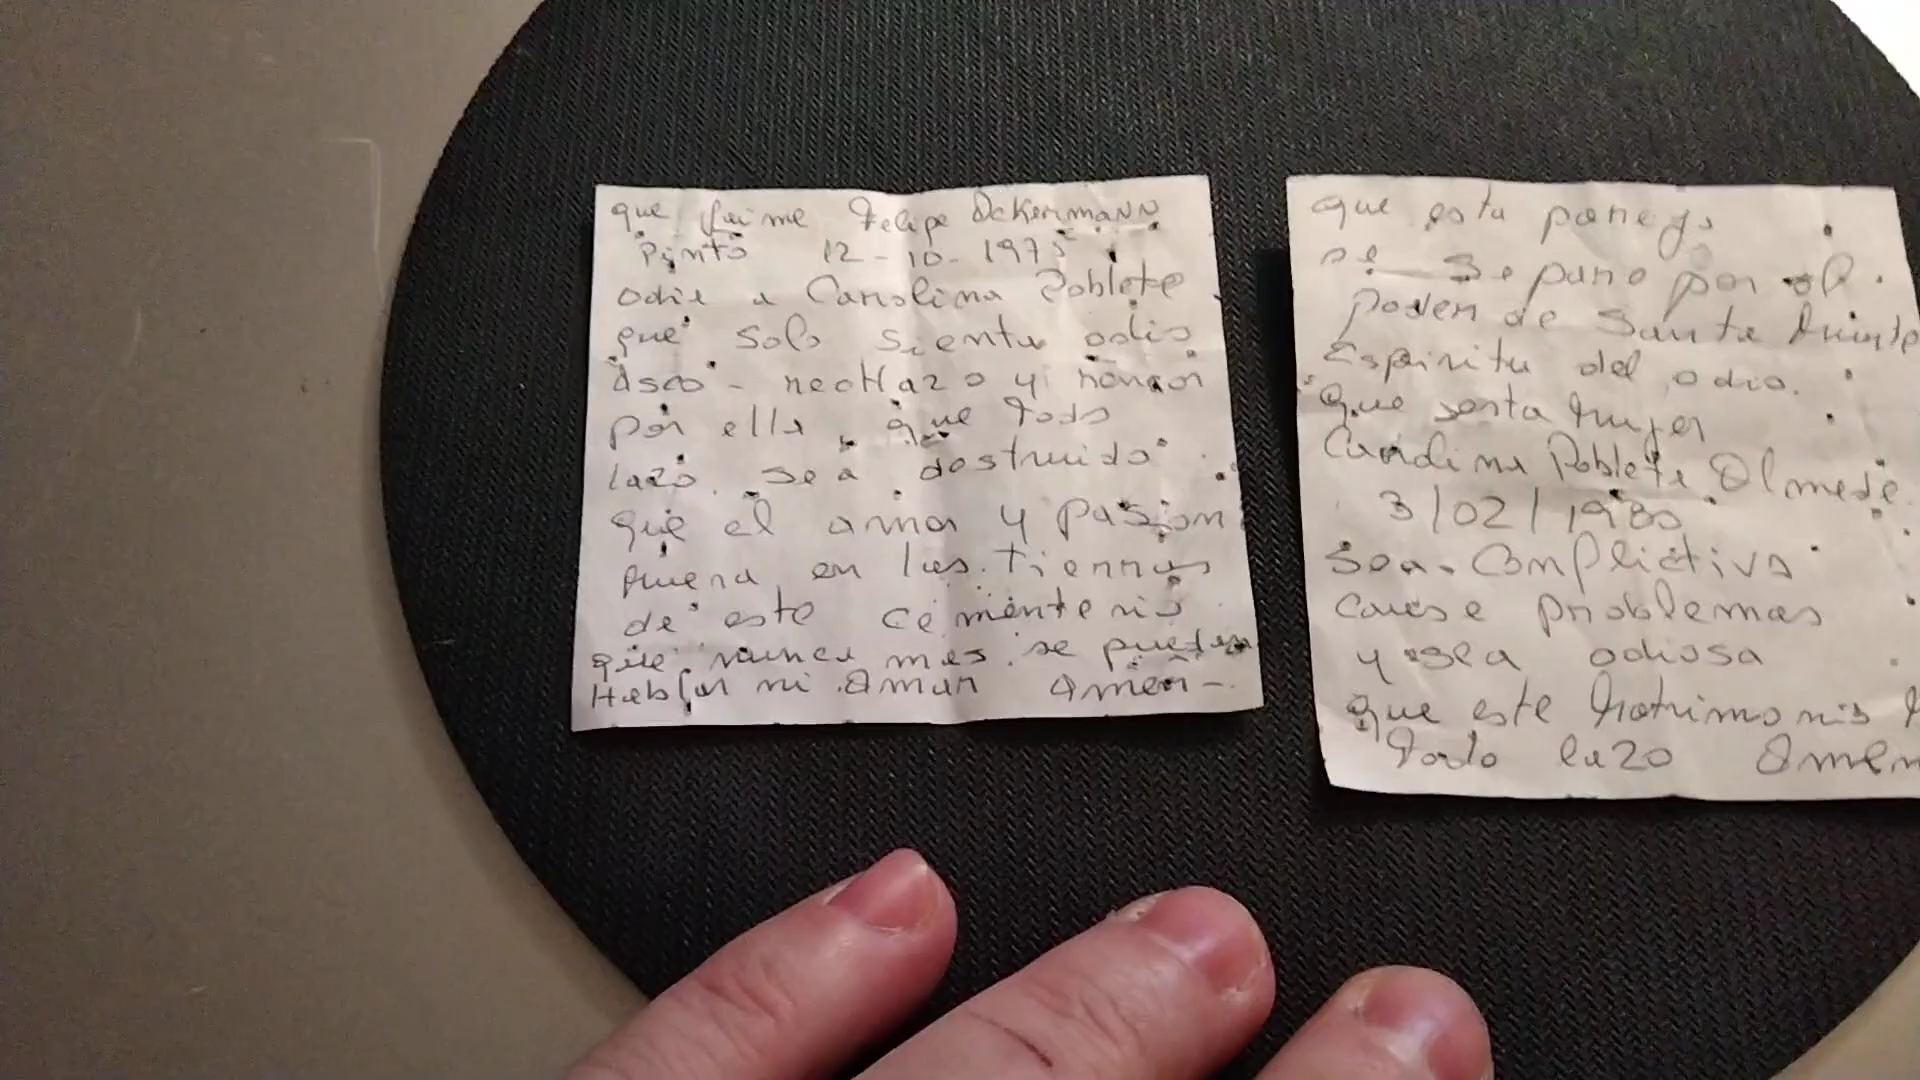 que Jaime Felipe Ackermann
Pinto 12-10-1975
odie a Carolina Poblete
que solo sienta odio
asco - rechazo y rencor
por ella, que todo
lazo sea destruido
que el amor y pasion
muera en las tierras
de este cementerio
que nunca mas se puedan
Hablar ni Amar Amen-.
que esta pareja
se separe por el
poder de Santa Muerte
Espiritu del odio.
que esta mujer
Carolina Poblete Olmedo
3/02/1980
sea conflictiva
cause problemas
y sea odiosa
que este Matrimonio
todo lazo Amen